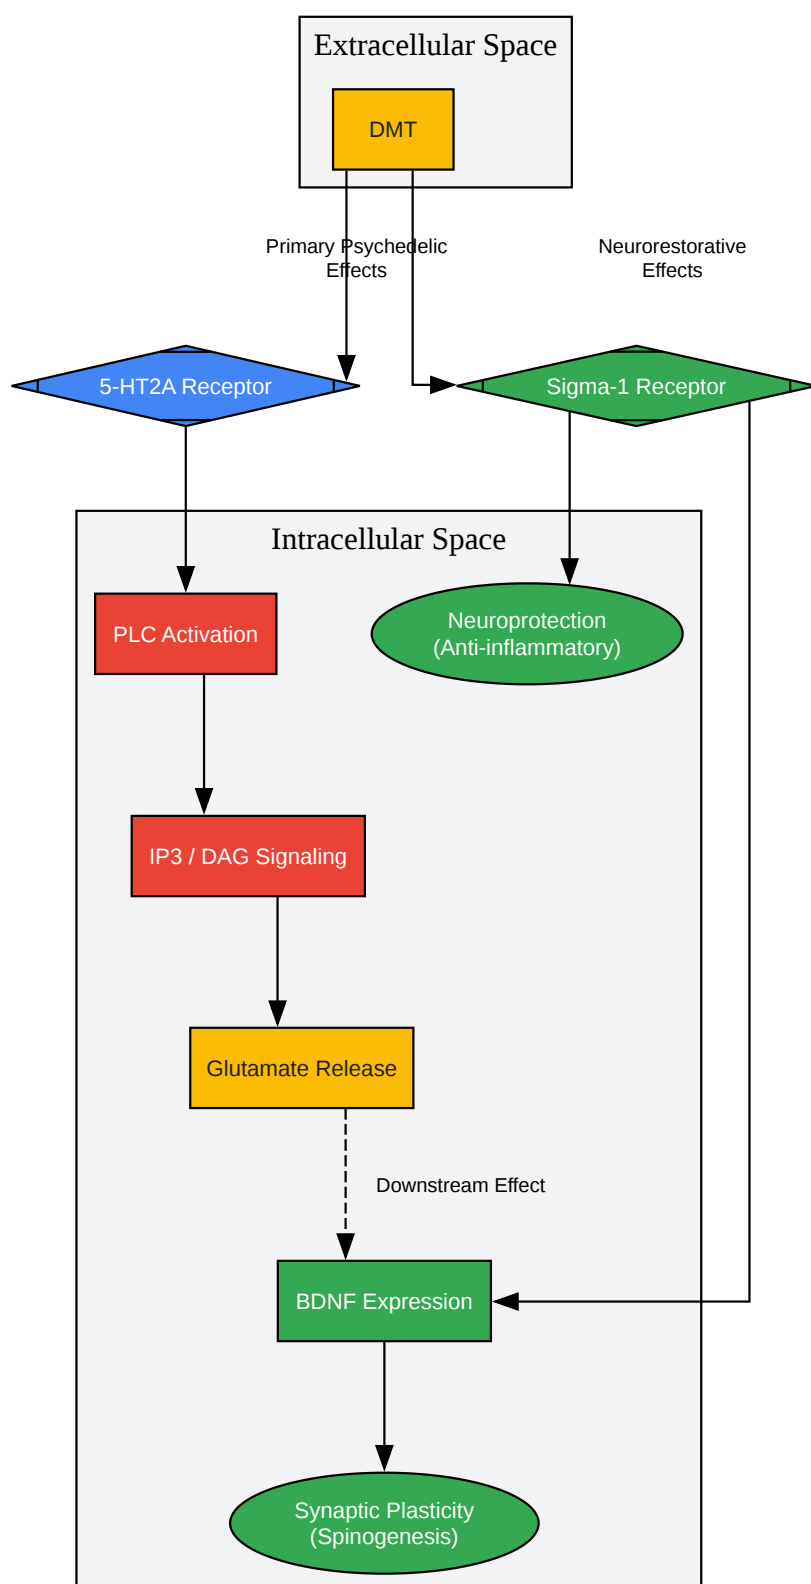 Extracellular Space
DMT
Primary Psychedelic
Effects
Neurorestorative
Effects
5-HT2A Receptor
Sigma-1 Receptor
Intracellular Space
PLC Activation
Neuroprotection
(Anti-inflammatory)
IP3 / DAG Signaling
Glutamate Release
Downstream Effect
BDNF Expression
Synaptic Plasticity
(Spinogenesis)